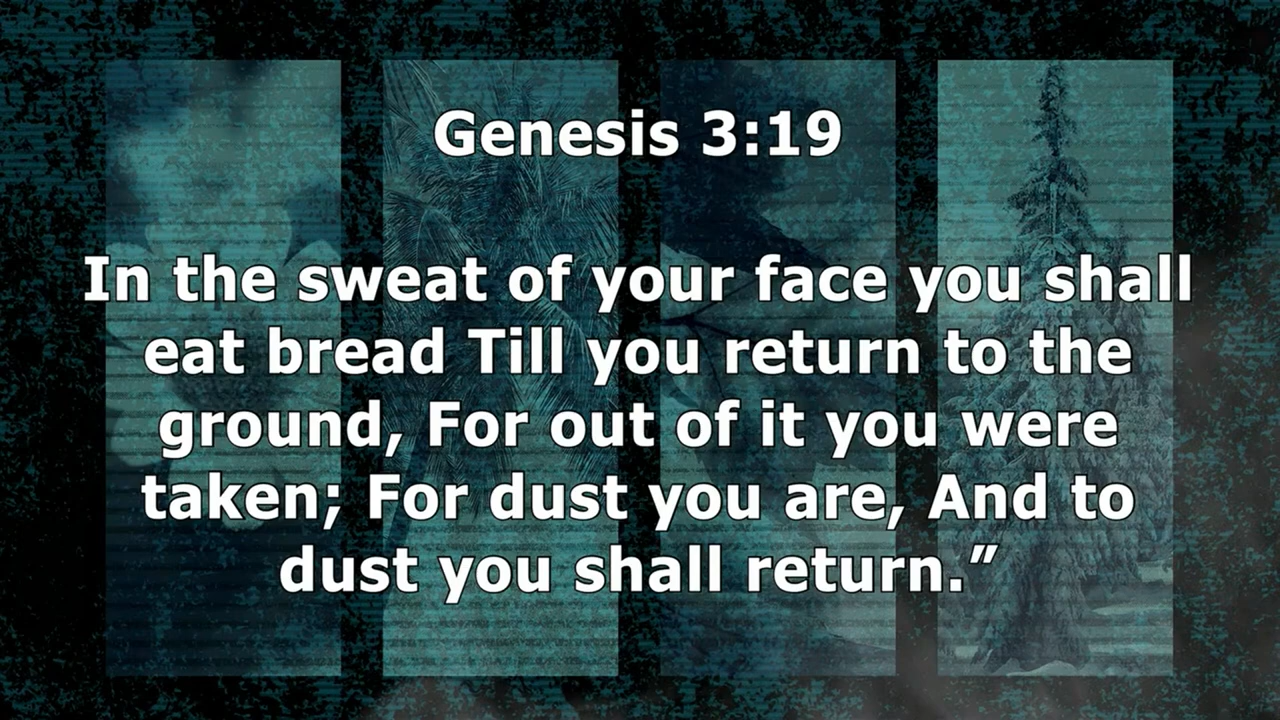 Genesis 3:19
In the sweat of your face you shall
eat bread Till you return to the
ground, For out of it you were
taken; For dust you are, And to
dust you shall return.”